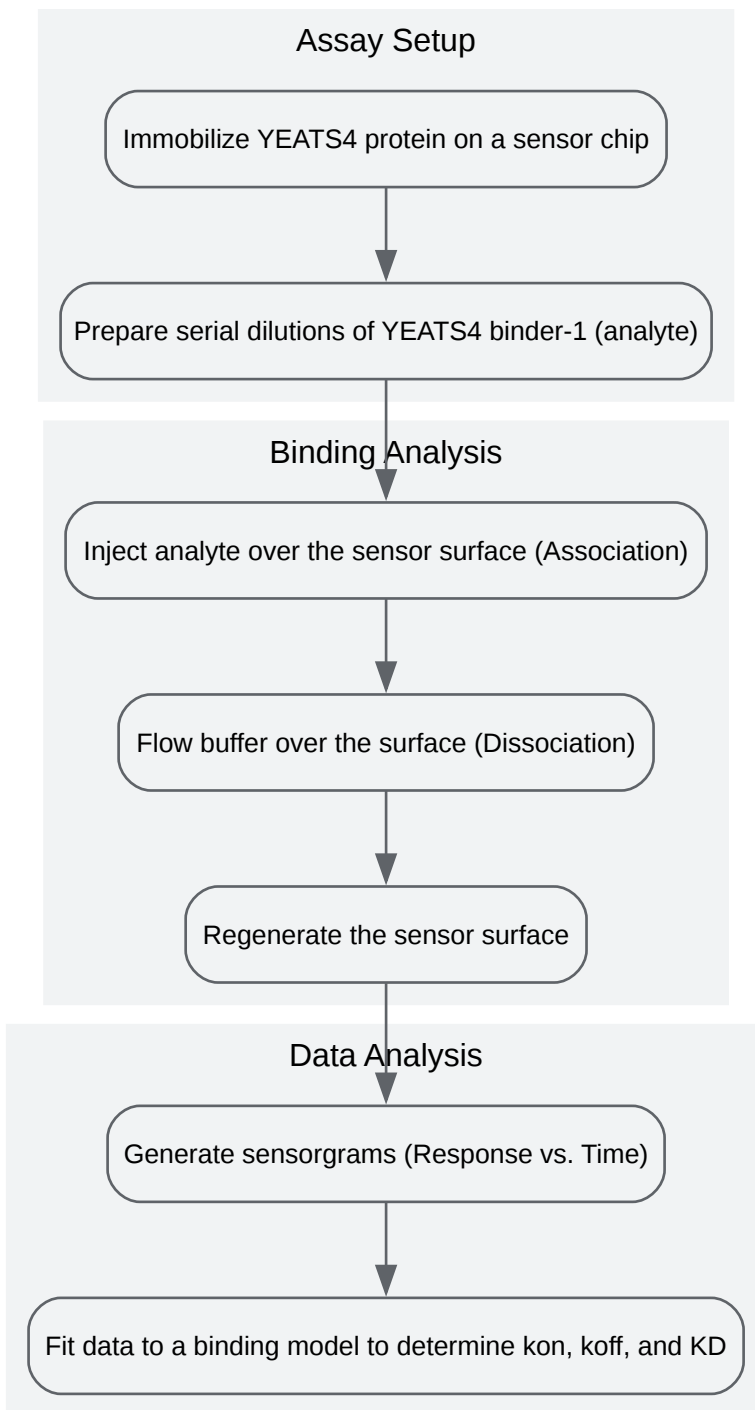 Assay Setup
Immobilize YEATS4 protein on a sensor chip
Prepare serial dilutions of YEATS4 binder-1 (analyte)
Binding Analysis
Inject analyte over the sensor surface (Association)
Flow buffer over the surface (Dissociation)
Regenerate the sensor surface
Data Analysis
Generate sensorgrams (Response vs. Time)
Fit data to a binding model to determine kon, koff, and KD